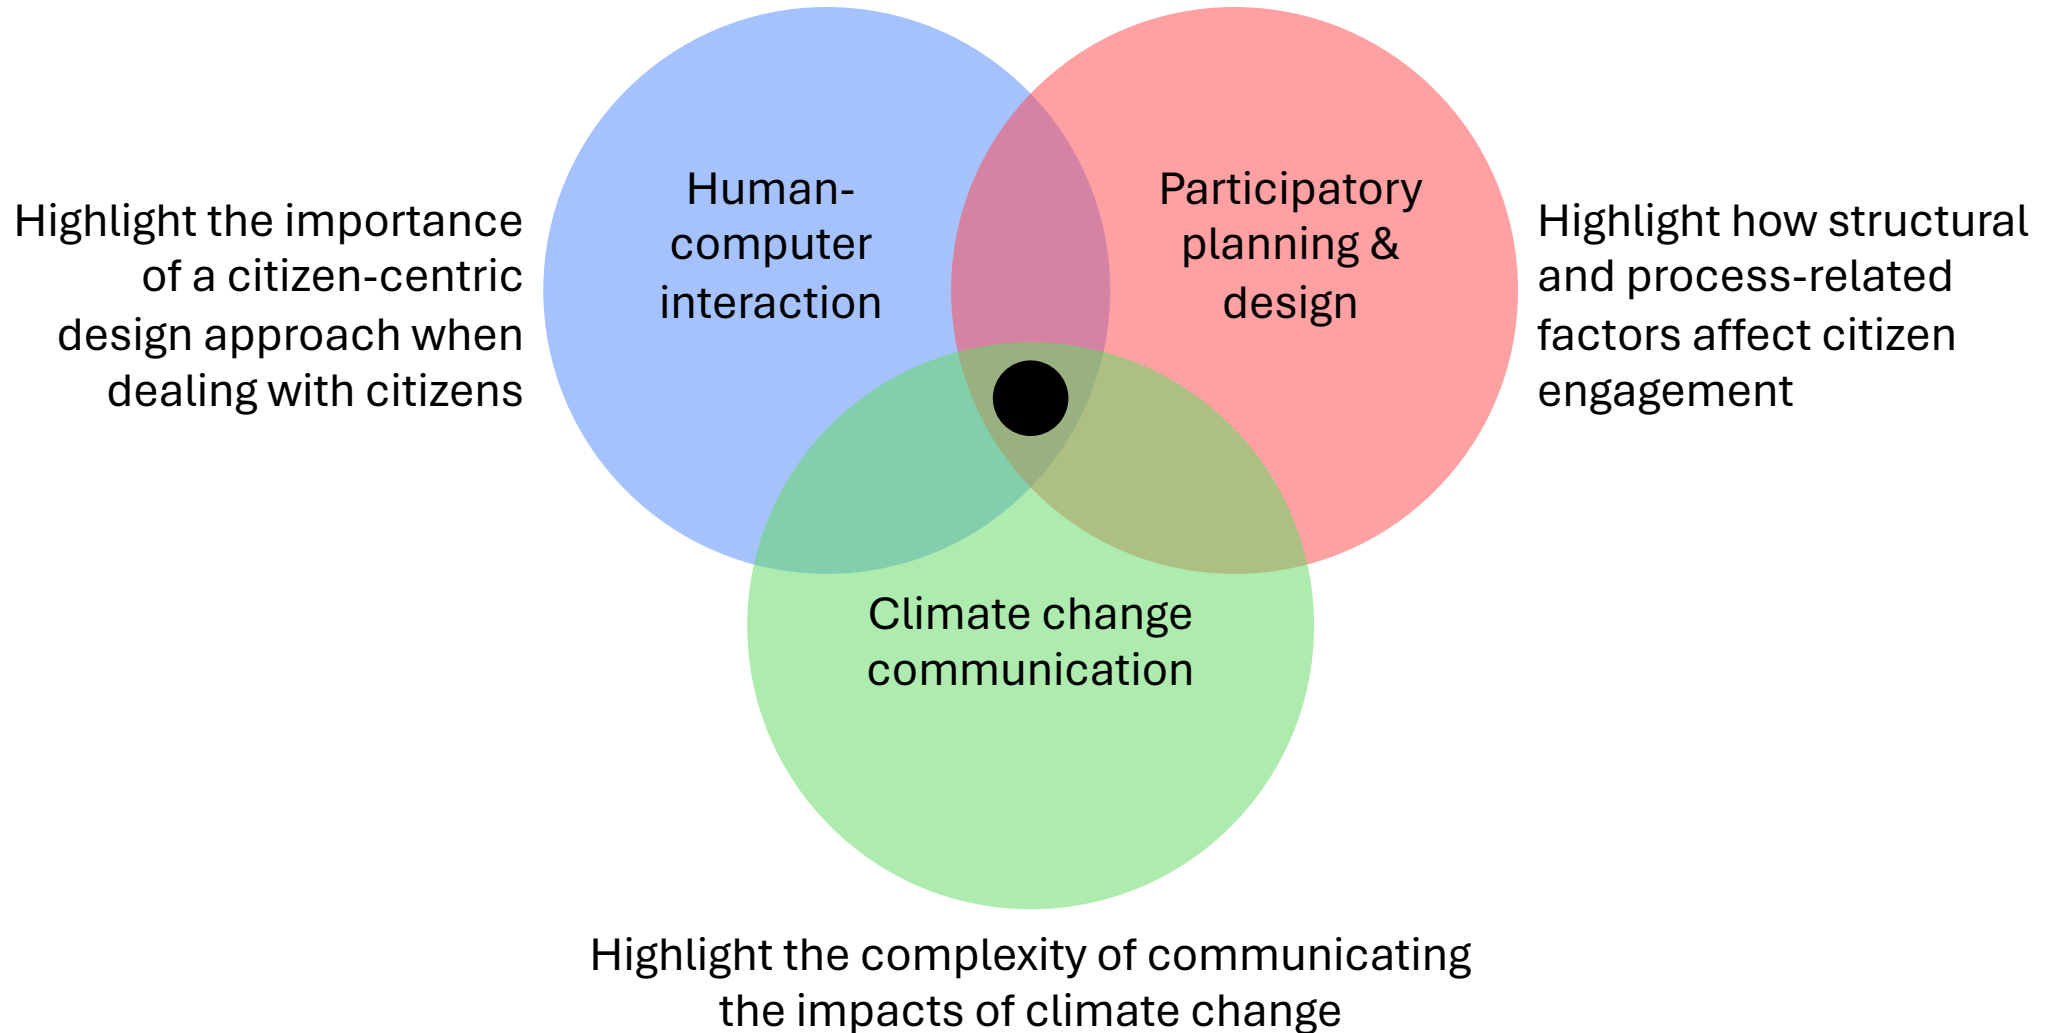 Human-
computer
interaction
Participatory
planning &
design
Highlight the importance
of a citizen-centric
design approach when
dealing with citizens
Highlight how structural
and process-related
factors affect citizen
engagement
Climate change
communication
Highlight the complexity of communicating
the impacts of climate change